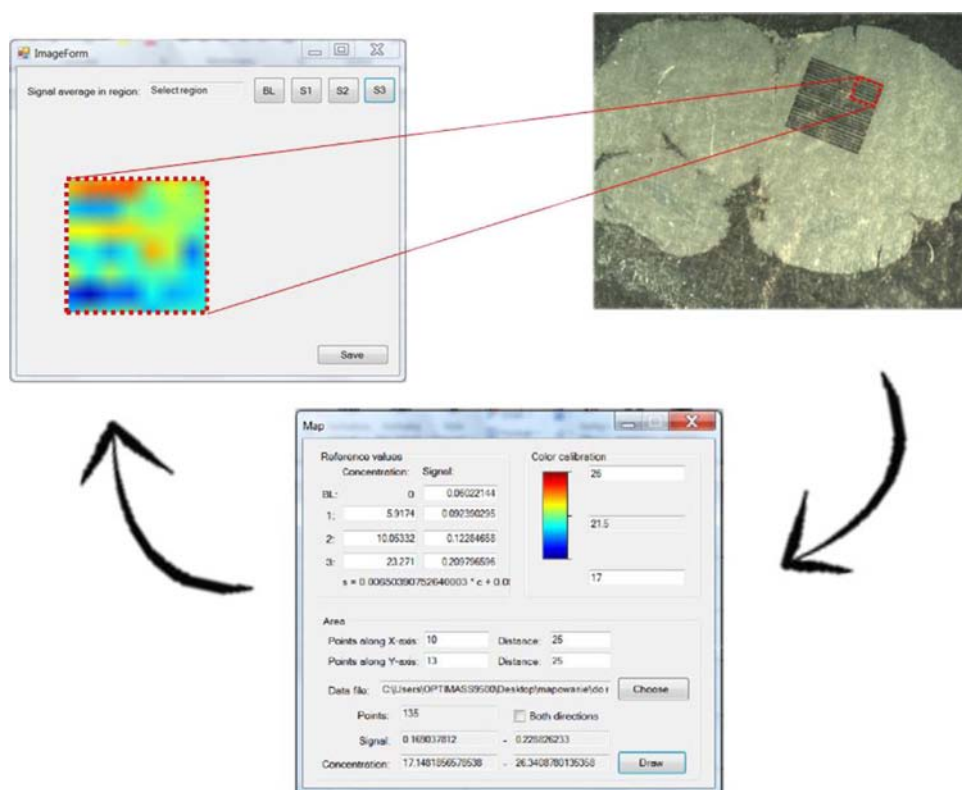 ImageForm
Signal average in region: Select region BL S1 S2 S3
Save
Map
Reference values
Concentration: Signal:
BL: 0 0.06022144
1: 5.9174 0.092390295
2: 10.05332 0.12284658
3: 23.271 0.209796596
s = 0.00650390752640003 * c + 0.0
Color calibration
26
21.5
17
Area
Points along X-axis: 10 Distance: 25
Points along Y-axis: 13 Distance: 25
Data file: C:\Users\OPTIMASS9500\Desktop\mapowanie\do Choose
Points: 135 Both directions
Signal: 0.169037812 - 0.228826233
Concentration: 17.1481856578538 - 26.3408780135358 Draw